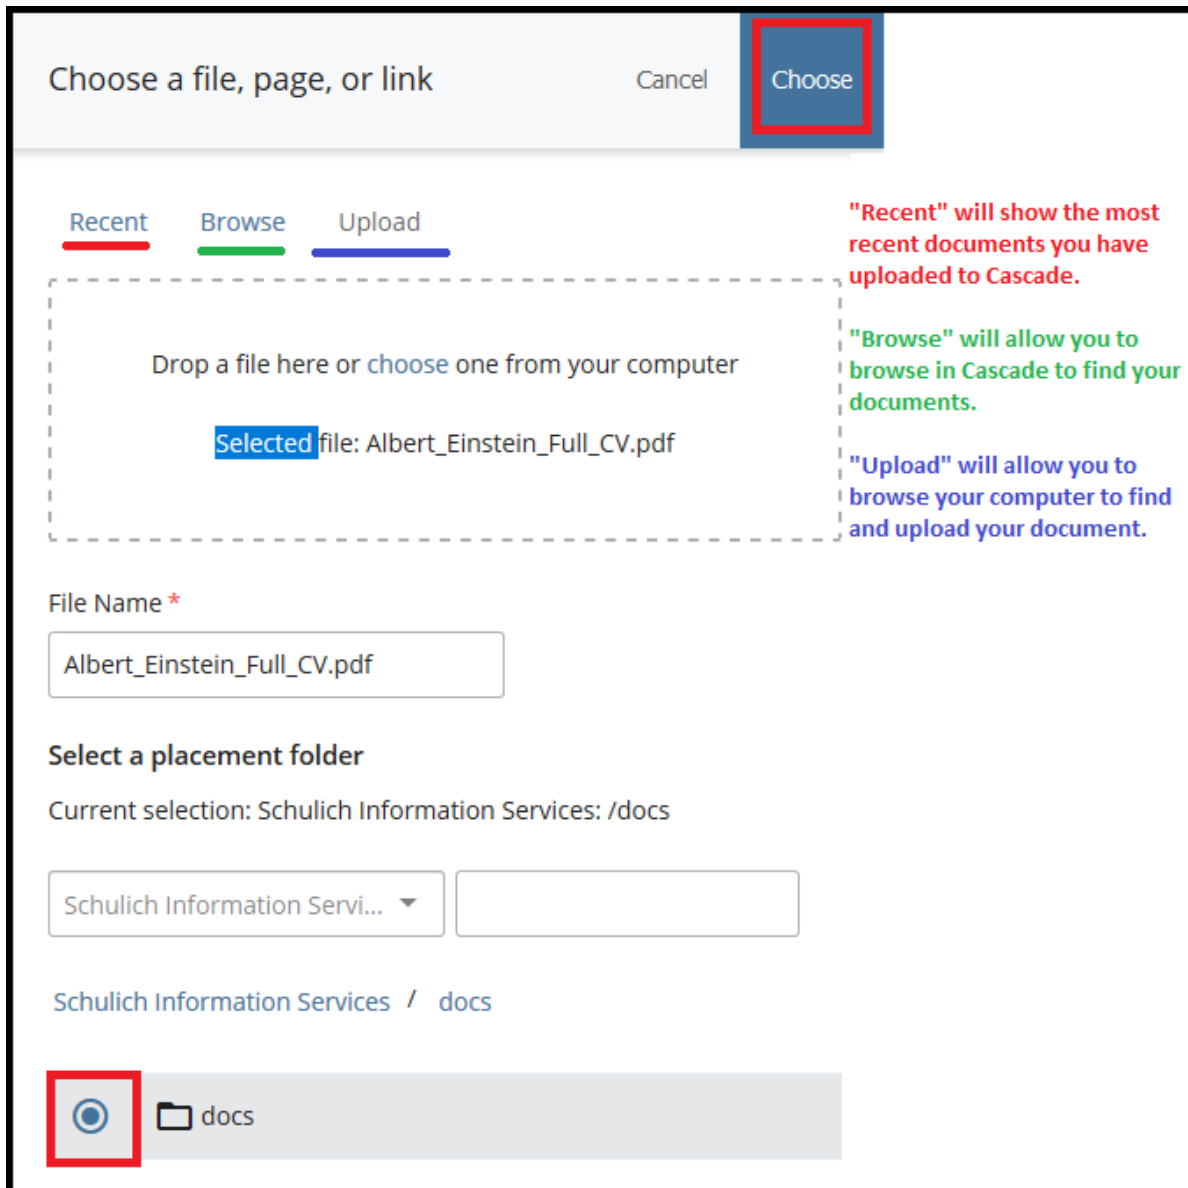 Choose a file, page, or link
Cancel
Choose
Recent
Browse
Upload
"Recent" will show the most
recent documents you have
uploaded to Cascade.
"Browse" will allow you to
browse in Cascade to find your
documents.
"Upload" will allow you to
browse your computer to find
and upload your document.
Drop a file here or choose one from your computer
Selected file: Albert_Einstein_Full_CV.pdf
File Name *
Albert_Einstein_Full_CV.pdf
Select a placement folder
Current selection: Schulich Information Services: /docs
Schulich Information Servi...
Schulich Information Services / docs
docs